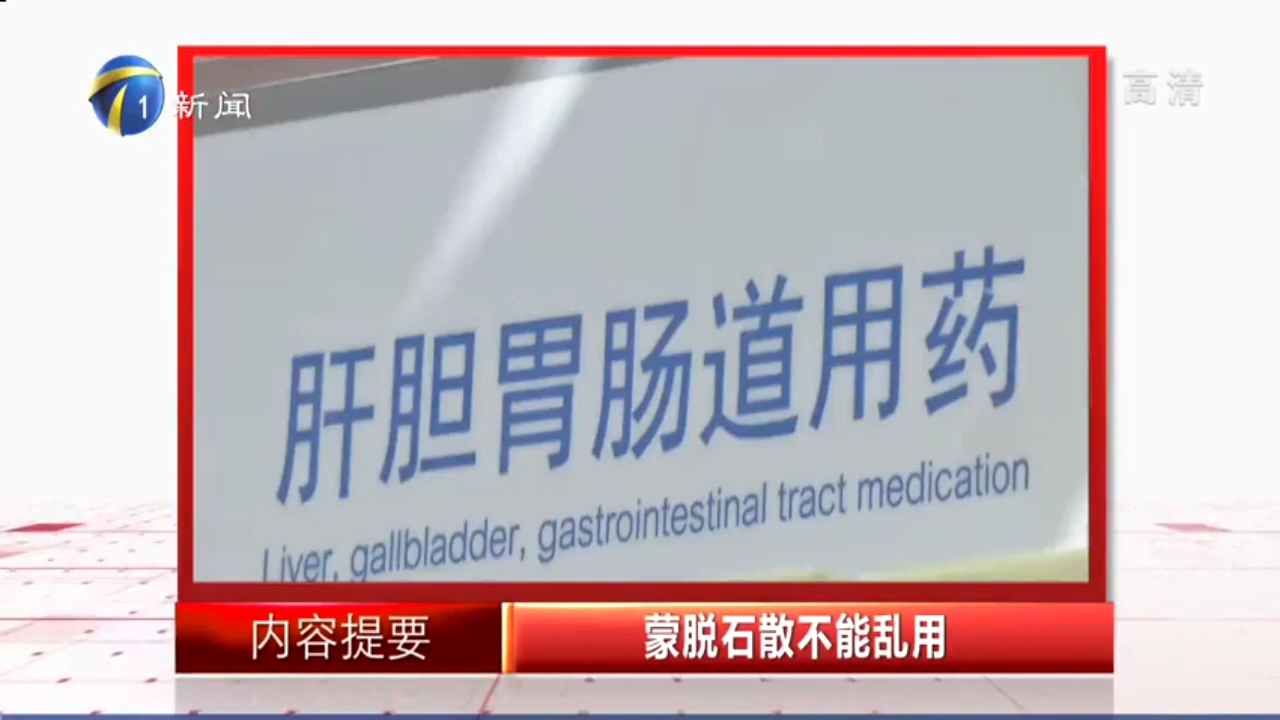 1 新闻
高清
肝胆胃肠道用药
Liver, gallbladder, gastrointestinal tract medication
内容提要
蒙脱石散不能乱用